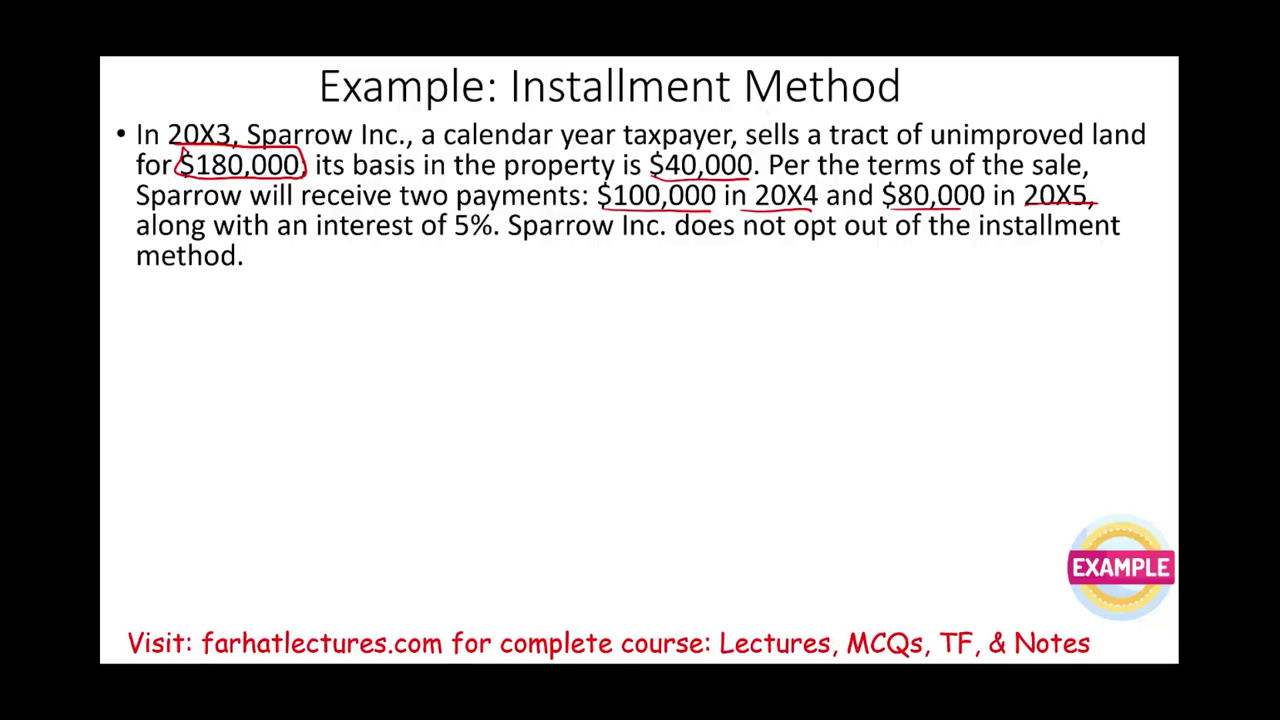 Example: Installment Method
• In 20X3, Sparrow Inc., a calendar year taxpayer, sells a tract of unimproved land
for $180,000, its basis in the property is $40,000. Per the terms of the sale,
Sparrow will receive two payments: $100,000 in 20X4 and $80,000 in 20X5,
along with an interest of 5%. Sparrow Inc. does not opt out of the installment
method.
EXAMPLE
Visit: farhatlectures.com for complete course: Lectures, MCQs, TF, & Notes